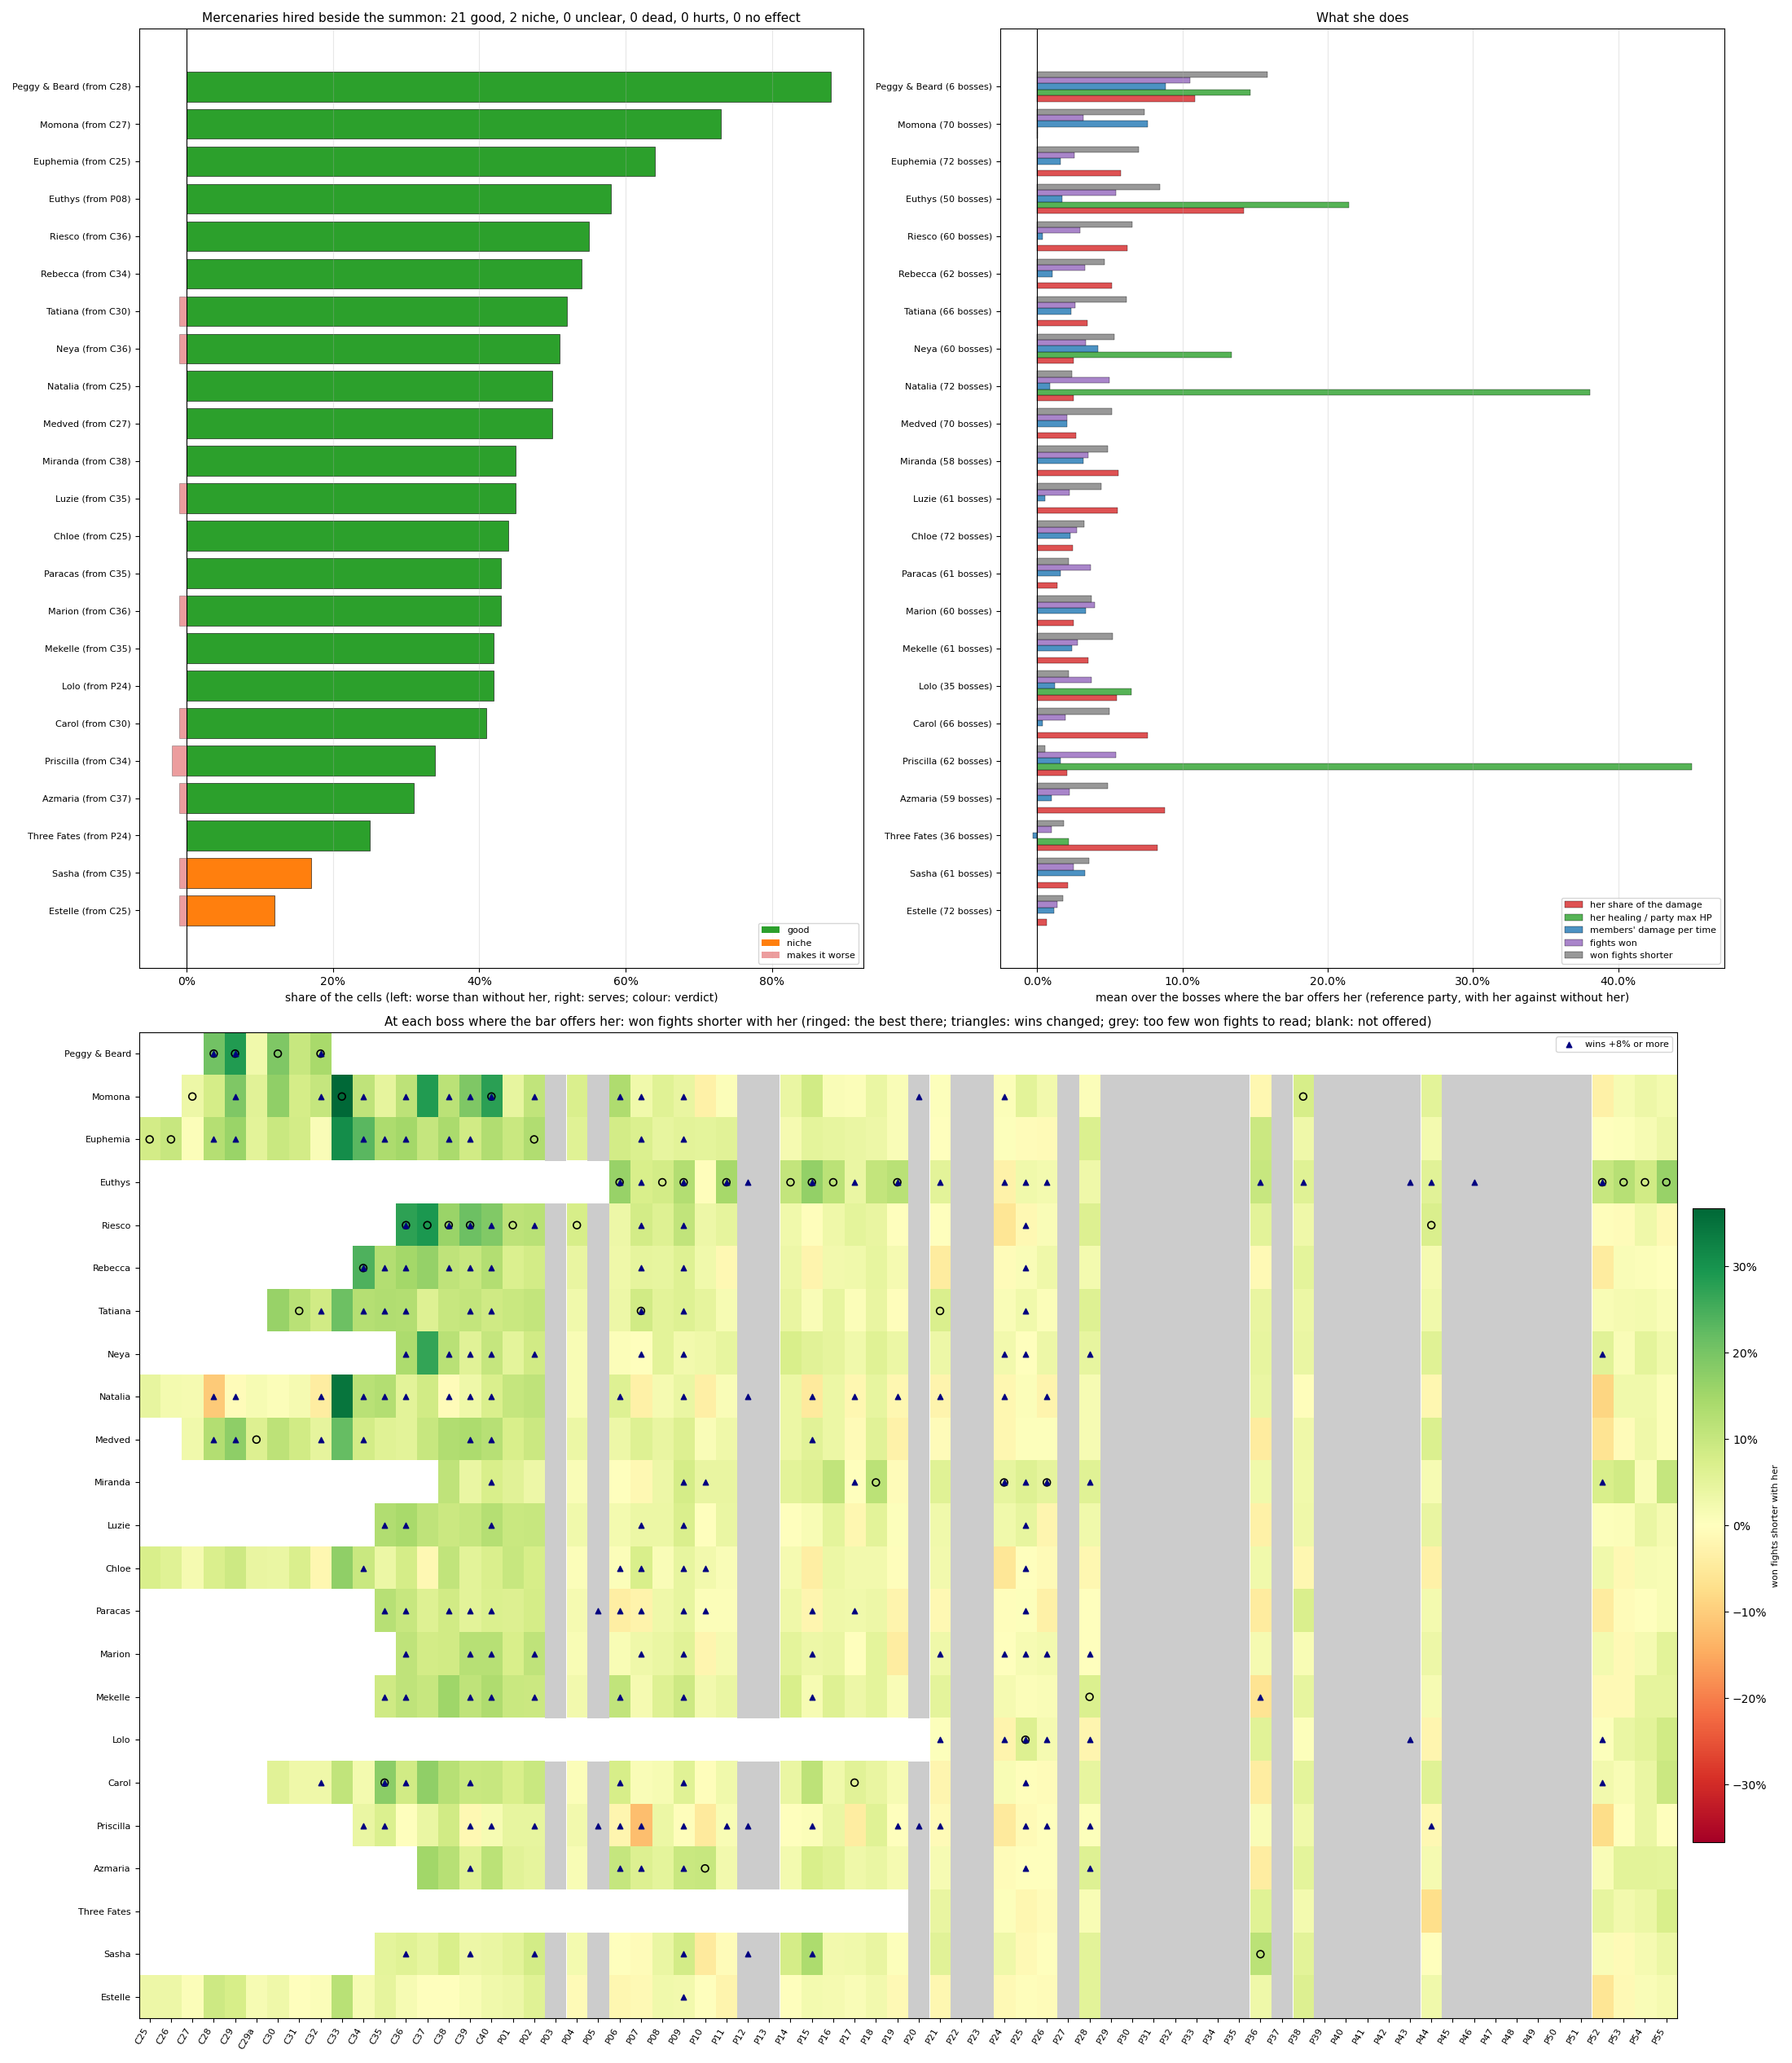 Mercenaries hired beside the summon: 21 good, 2 niche, 0 unclear, 0 dead, 0 hurts, 0 no effect
Peggy & Beard (from C28)
Momona (from C27)
Euphemia (from C25)
Euthys (from P08)
Riesco (from C36)
Rebecca (from C34)
Tatiana (from C30)
Neya (from C36)
Natalia (from C25)
Medved (from C27)
Miranda (from C38)
Luzie (from C35)
Chloe (from C25)
Paracas (from C35)
Marion (from C36)
Mekelle (from C35)
Lolo (from P24)
Carol (from C30)
Priscilla (from C34)
Azmaria (from C37)
Three Fates (from P24)
Sasha (from C35)
Estelle (from C25)
good
niche
makes it worse
0% 20% 40% 60% 80%
share of the cells (left: worse than without her, right: serves; colour: verdict)
What she does
Peggy & Beard (6 bosses)
Momona (70 bosses)
Euphemia (72 bosses)
Euthys (50 bosses)
Riesco (60 bosses)
Rebecca (62 bosses)
Tatiana (66 bosses)
Neya (60 bosses)
Natalia (72 bosses)
Medved (70 bosses)
Miranda (58 bosses)
Luzie (61 bosses)
Chloe (72 bosses)
Paracas (61 bosses)
Marion (60 bosses)
Mekelle (61 bosses)
Lolo (35 bosses)
Carol (66 bosses)
Priscilla (62 bosses)
Azmaria (59 bosses)
Three Fates (36 bosses)
Sasha (61 bosses)
Estelle (72 bosses)
her share of the damage
her healing / party max HP
members' damage per time
fights won
won fights shorter
0.0% 10.0% 20.0% 30.0% 40.0%
mean over the bosses where the bar offers her (reference party, with her against without her)
At each boss where the bar offers her: won fights shorter with her (ringed: the best there; triangles: wins changed; grey: too few won fights to read; blank: not offered)
wins +8% or more
Peggy & Beard
Momona
Euphemia
Euthys
Riesco
Rebecca
Tatiana
Neya
Natalia
Medved
Miranda
Luzie
Chloe
Paracas
Marion
Mekelle
Lolo
Carol
Priscilla
Azmaria
Three Fates
Sasha
Estelle
C25 C26 C27 C28 C29 C29a C30 C31 C32 C33 C34 C35 C36 C37 C38 C39 C40 P01 P02 P03 P04 P05 P06 P07 P08 P09 P10 P11 P12 P13 P14 P15 P16 P17 P18 P19 P20 P21 P22 P23 P24 P25 P26 P27 P28 P29 P30 P31 P32 P33 P34 P35 P36 P37 P38 P39 P40 P41 P42 P43 P44 P45 P46 P47 P48 P49 P50 P51 P52 P53 P54 P55
30%
20%
10%
0%
−10%
−20%
−30%
won fights shorter with her